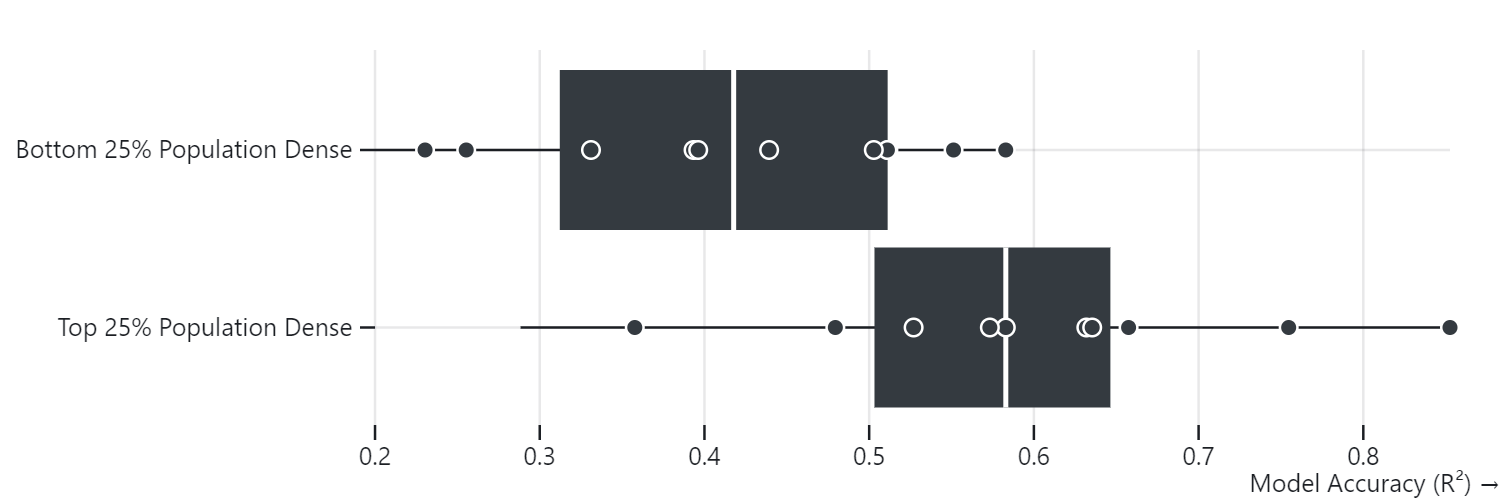 Bottom 25% Population Dense
Top 25% Population Dense
0.2 0.3 0.4 0.5 0.6 0.7 0.8
Model Accuracy (R²) →